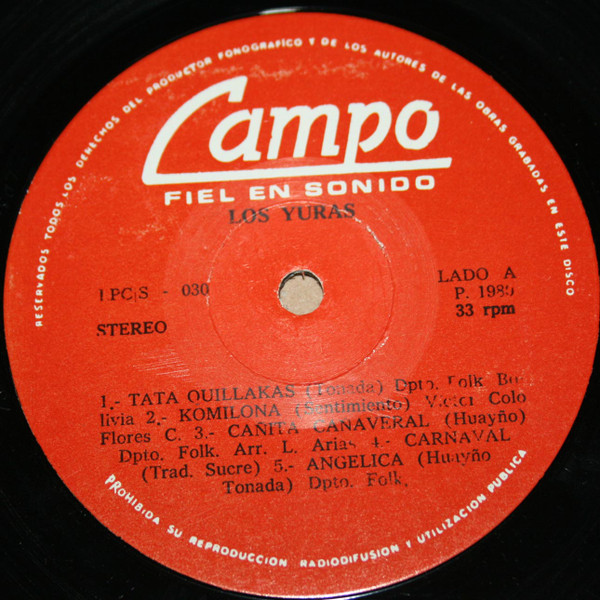 RESERVADOS TODOS LOS DERECHOS DEL PRODUCTOR FONOGRAFICO Y DE LOS AUTORES DE LAS OBRAS GRABADAS EN ESTE DISCO
Campo
FIEL EN SONIDO
LOS YURAS
LPC|S - 030
LADO A
P. 1989
STEREO
33 rpm
1.- TATA QUILLAKAS (Tonada) Dpto. Folk Bo
livia 2.- KOMILONA (Sentimiento) Victor Colo
Flores C. 3.- CAÑITA CAÑAVERAL (Huayño)
Dpto. Folk. Arr. L. Arias 4.- CARNAVAL
(Trad. Sucre) 5.- ANGELICA (Huayño
Tonada) Dpto. Folk.
PROHIBIDA SU REPRODUCCION RADIODIFUSION Y UTILIZACION PUBLICA